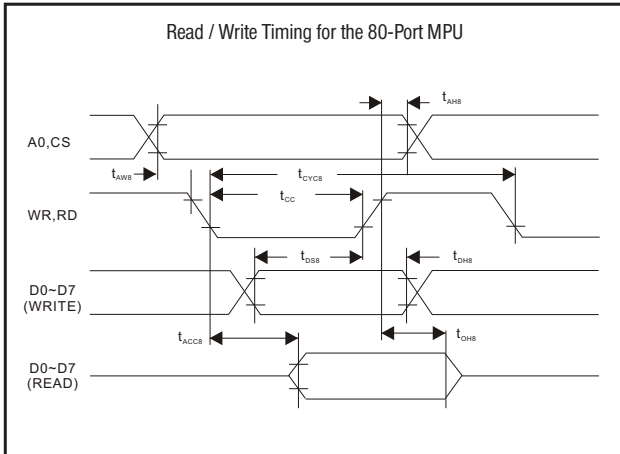 Read / Write Timing for the 80-Port MPU
tAH8
A0,CS
tAW8
tCYC8
tCC
WR,RD
tDS8
tDH8
D0~D7
(WRITE)
tACC8
tOH8
D0~D7
(READ)